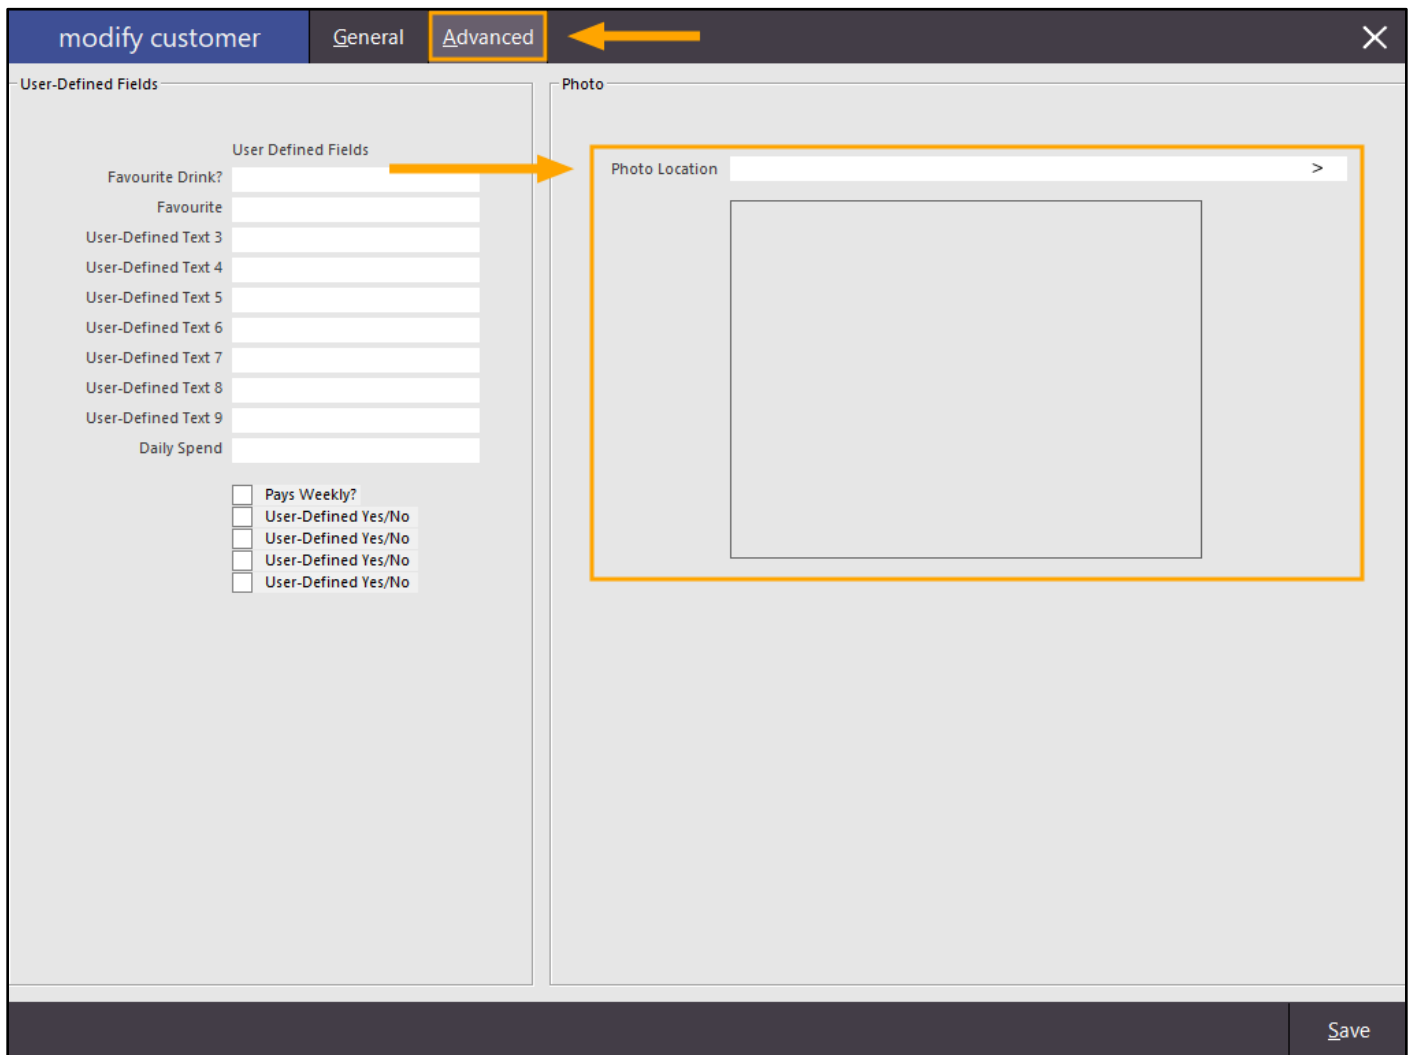 modify customer General Advanced
User-Defined Fields
User Defined Fields
Favourite Drink?
Favourite
User-Defined Text 3
User-Defined Text 4
User-Defined Text 5
User-Defined Text 6
User-Defined Text 7
User-Defined Text 8
User-Defined Text 9
Daily Spend
Pays Weekly?
User-Defined Yes/No
User-Defined Yes/No
User-Defined Yes/No
User-Defined Yes/No
Photo
Photo Location >
Save